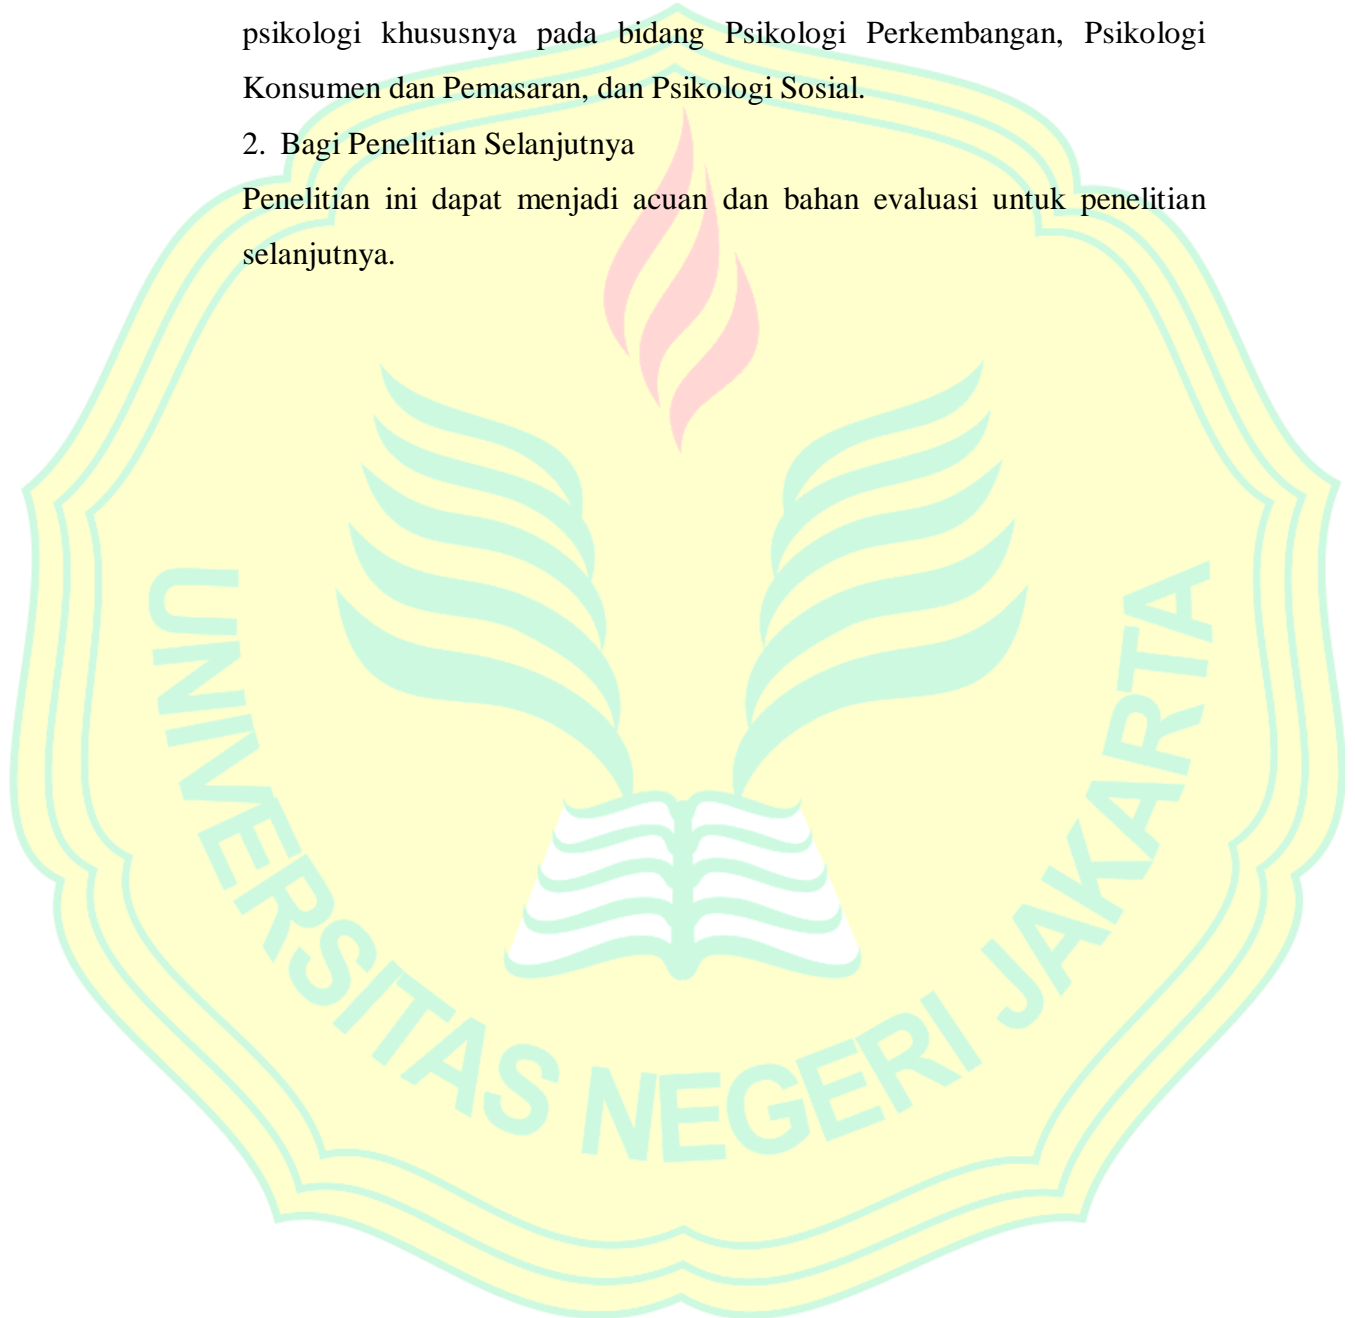 psikologi khususnya pada bidang Psikologi Perkembangan, Psikologi
Konsumen dan Pemasaran, dan Psikologi Sosial.
2. Bagi Penelitian Selanjutnya
Penelitian ini dapat menjadi acuan dan bahan evaluasi untuk penelitian
selanjutnya.
UNIVERSITAS NEGERI JAKARTA